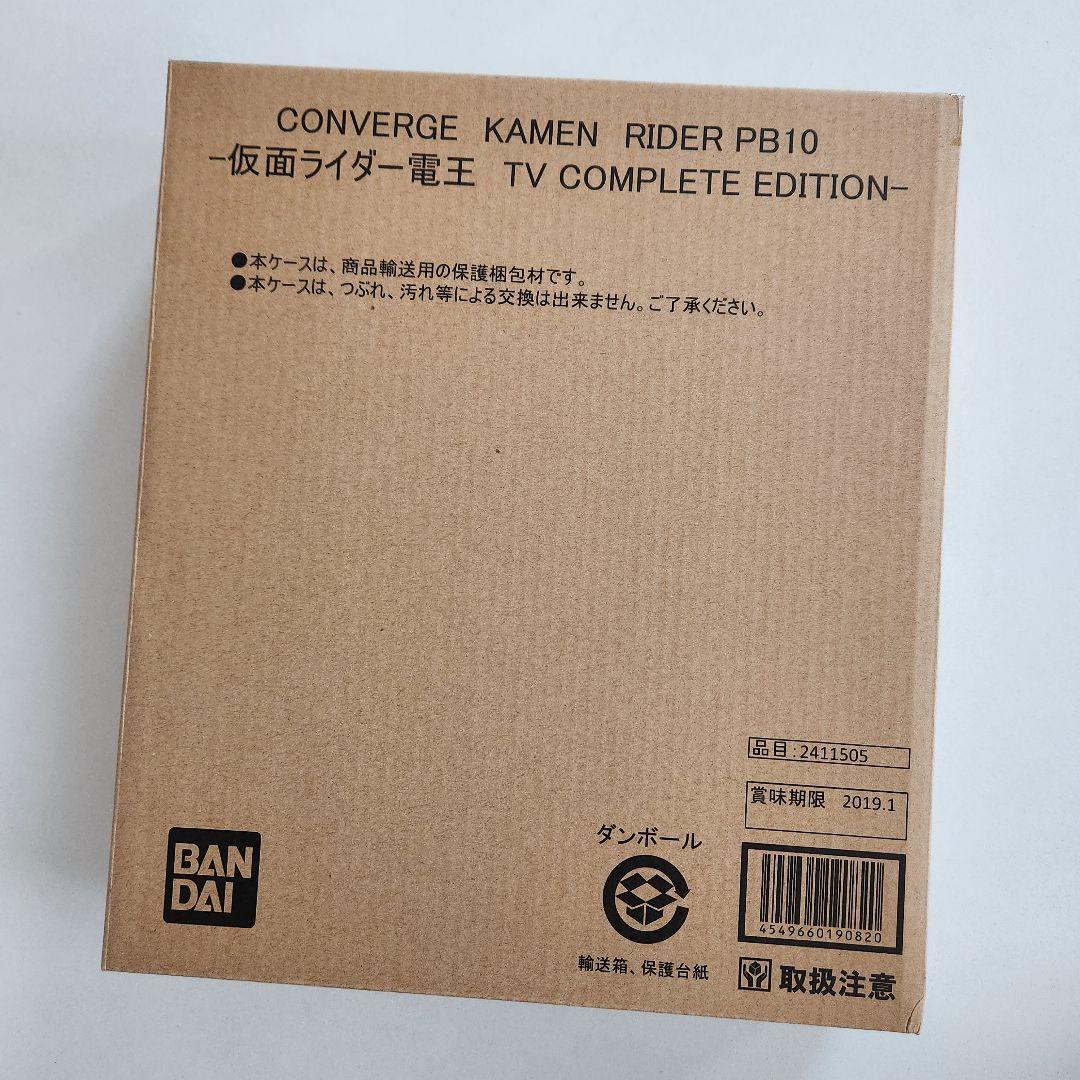 CONVERGE KAMEN RIDER PB10
-仮面ライダー電王 TV COMPLETE EDITION-
●本ケースは、商品輸送用の保護梱包材です。
●本ケースは、つぶれ、汚れ等による交換は出来ません。ご了承ください。
品目:2411505
賞味期限 2019.1
ダンボール
BAN
DAI
4549660190820
輸送箱、保護台紙
取扱注意